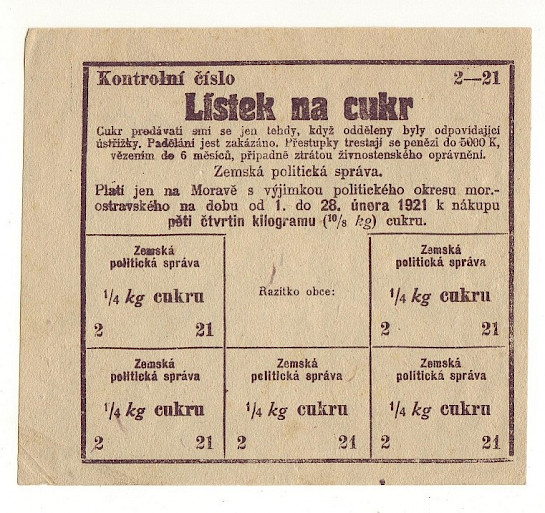 Kontrolní číslo 2—21
Lístek na cukr
Cukr predávati smí se jen tehdy, když odděleny byly odpovídající
ústřižky. Padělání jest zakázáno. Přestupky trestají se penězi do 5000 K,
vězením do 6 měsíců, případně ztrátou živnostenského oprávnění.
Zemská politická správa.
Platí jen na Moravě s výjimkou politického okresu mor.-
ostravského na dobu od 1. do 28. února 1921 k nákupu
pěti čtvrtin kilogramu (¹⁰/₈ kg) cukru.
Zemská
politická správa
¼ kg cukru
2 21
Razítko obce:
Zemská
politická správa
¼ kg cukru
2 21
Zemská
politická správa
¼ kg cukru
2 21
Zemská
politická správa
¼ kg cukru
2 21
Zemská
politická správa
¼ kg cukru
2 21